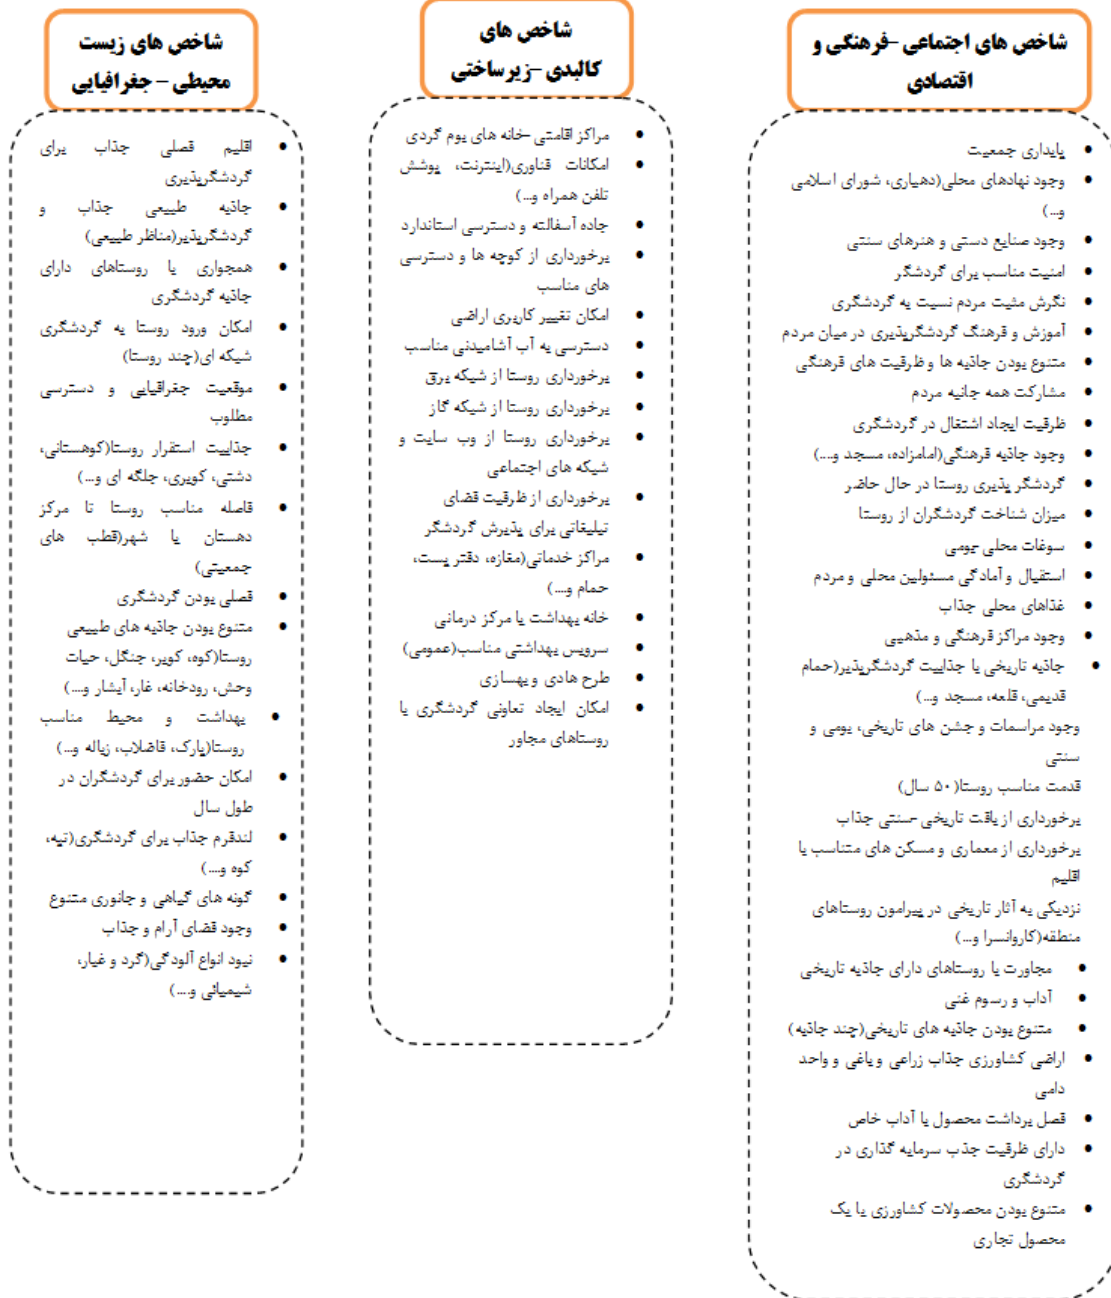 شاخص های اجتماعی -فرهنگی و
اقتصادی
پایداری جمعیت
وجود نهادهای محلی(دهیاری، شورای اسلامی
و...)
وجود صنایع دستی و هنرهای سنتی
امنیت مناسب برای گردشگر
نگرش مثبت مردم نسبت به گردشگری
آموزش و فرهنگ گردشگرپذیری در میان مردم
متنوع بودن جاذبه ها و ظرفیت های فرهنگی
مشارکت همه جانبه مردم
ظرفیت ایجاد اشتغال در گردشگری
وجود جاذبه فرهنگی(امامزاده، مسجد و....)
گردشگر پذیری روستا در حال حاضر
میزان شناخت گردشگران از روستا
سوغات محلی -بومی
استقبال و آمادگی مسئولین محلی و مردم
غذاهای محلی جذاب
وجود مراکز فرهنگی و مذهبی
جاذبه تاریخی با جذابیت گردشگرپذیر(حمام
قدیمی، قلعه، مسجد و...)
وجود مراسمات و جشن های تاریخی، بومی و
سنتی
قدمت مناسب روستا(۵۰ سال)
برخورداری از بافت تاریخی -سنتی جذاب
برخورداری از معماری و مسکن های متناسب با
اقلیم
نزدیکی به آثار تاریخی در پیرامون روستاهای
منطقه(کاروانسرا و...)
مجاورت با روستاهای دارای جاذبه تاریخی
آداب و رسوم غنی
متنوع بودن جاذبه های تاریخی(چند جاذبه)
اراضی کشاورزی جذاب زراعی و باغی و واحد
دامی
فصل برداشت محصول با آداب خاص
دارای ظرفیت جذب سرمایه گذاری در
گردشگری
متنوع بودن محصولات کشاورزی یا یک
محصول تجاری
شاخص های
کالبدی -زیرساختی
مراکز اقامتی -خانه های بوم گردی
امکانات فناوری(اینترنت، پوشش
تلفن همراه و...)
جاده آسفالته و دسترسی استاندارد
برخورداری از کوچه ها و دسترسی
های مناسب
امکان تغییر کاربری اراضی
دسترسی به آب آشامیدنی مناسب
برخورداری روستا از شبکه برق
برخورداری روستا از شبکه گاز
برخورداری روستا از وب سایت و
شبکه های اجتماعی
برخورداری از ظرفیت فضای
تبلیغاتی برای پذیرش گردشگر
مراکز خدماتی(مغازه، دفتر پست،
حمام و....)
خانه بهداشت یا مرکز درمانی
سرویس بهداشتی مناسب(عمومی)
طرح هادی و بهسازی
امکان ایجاد تعاونی گردشگری با
روستاهای مجاور
شاخص های زیست
محیطی - جغرافیایی
اقلیم فصلی جذاب برای
گردشگرپذیری
جاذبه طبیعی جذاب و
گردشگرپذیر(مناظر طبیعی)
همجواری با روستاهای دارای
جاذبه گردشگری
امکان ورود روستا به گردشگری
شبکه ای(چند روستا)
موقعیت جغرافیایی و دسترسی
مطلوب
جذابیت استقرار روستا(کوهستانی،
دشتی، کویری، جلگه ای و...)
فاصله مناسب روستا تا مرکز
دهستان یا شهر(قطب های
جمعیتی)
فصلی بودن گردشگری
متنوع بودن جاذبه های طبیعی
روستا(کوه، کویر، جنگل، حیات
وحش، رودخانه، غار، آبشار و....)
بهداشت و محیط مناسب
روستا(پارک، فاضلاب، زباله و...)
امکان حضور برای گردشگران در
طول سال
لندفرم جذاب برای گردشگری(تپه،
کوه و....)
گونه های گیاهی و جانوری متنوع
وجود فضای آرام و جذاب
نبود انواع آلودگی(گرد و غبار،
شیمیائی و....)